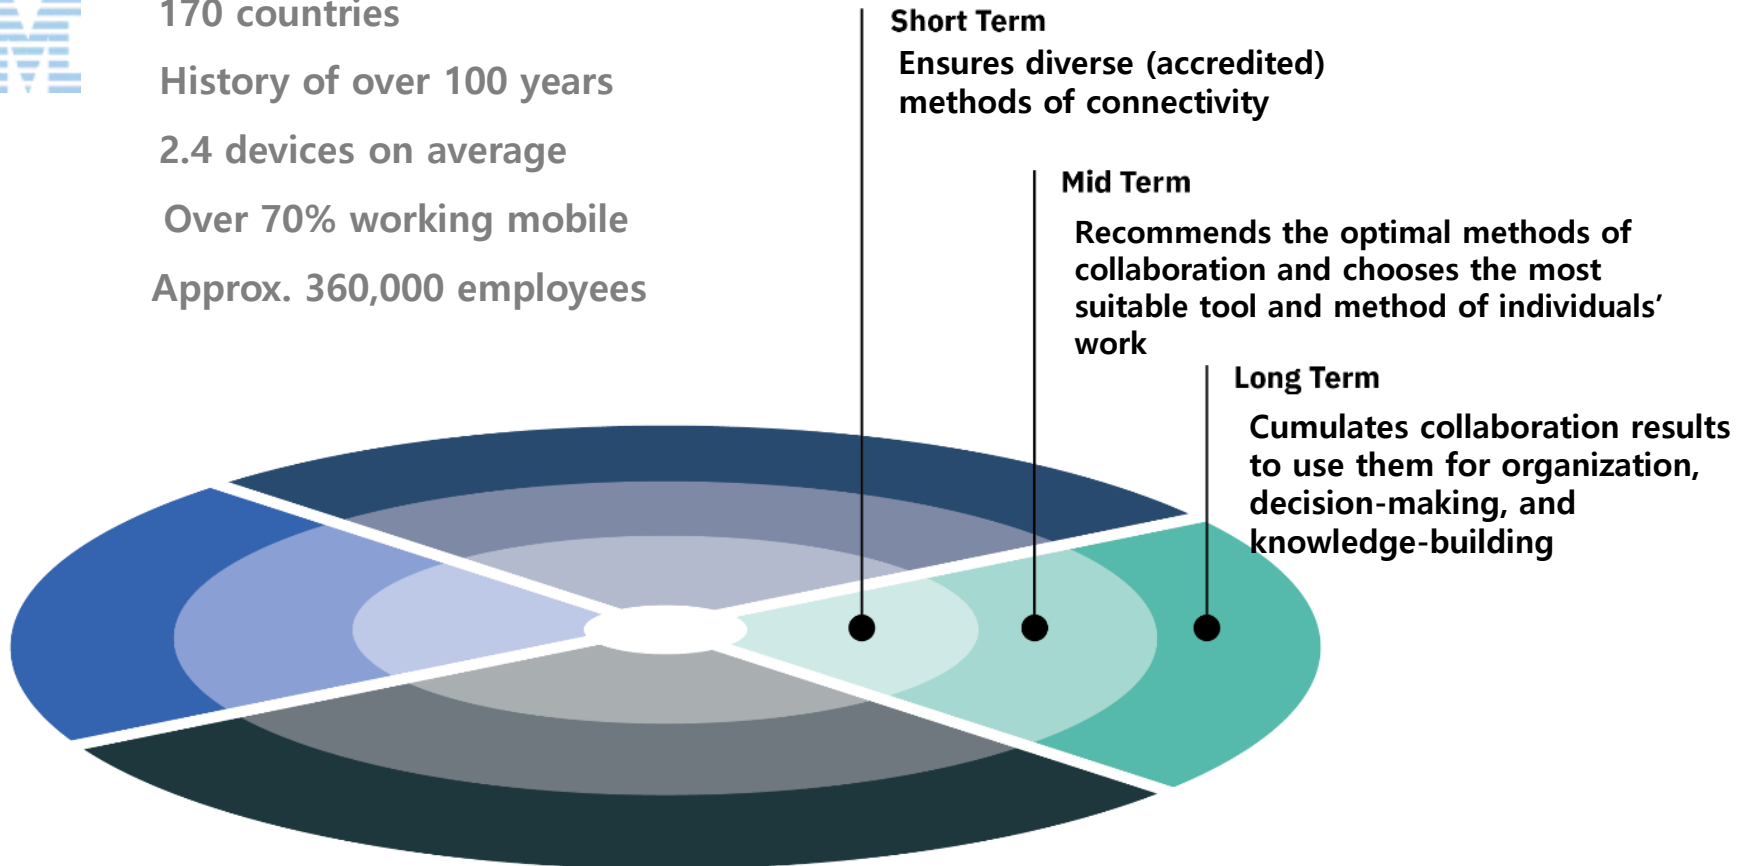 170 countries
History of over 100 years
2.4 devices on average
Over 70% working mobile
Approx. 360,000 employees
Short Term
Ensures diverse (accredited)
methods of connectivity
Mid Term
Recommends the optimal methods of
collaboration and chooses the most
suitable tool and method of individuals’
work
Long Term
Cumulates collaboration results
to use them for organization,
decision-making, and
knowledge-building